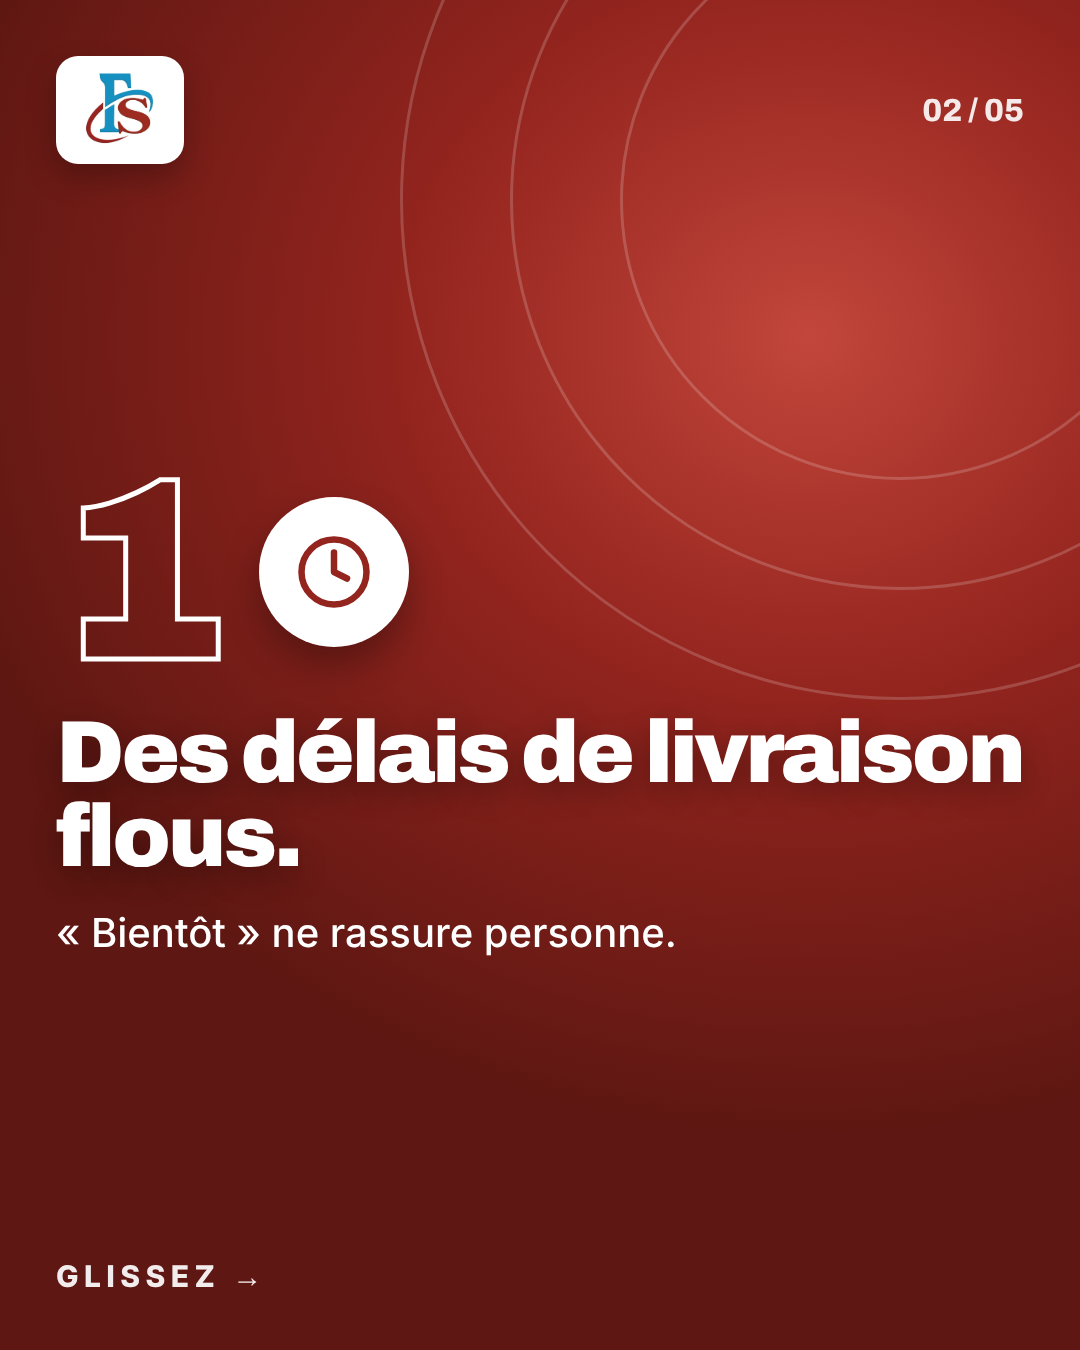 FS
02 / 05
1
Des délais de livraison
flous.
« Bientôt » ne rassure personne.
GLISSEZ →